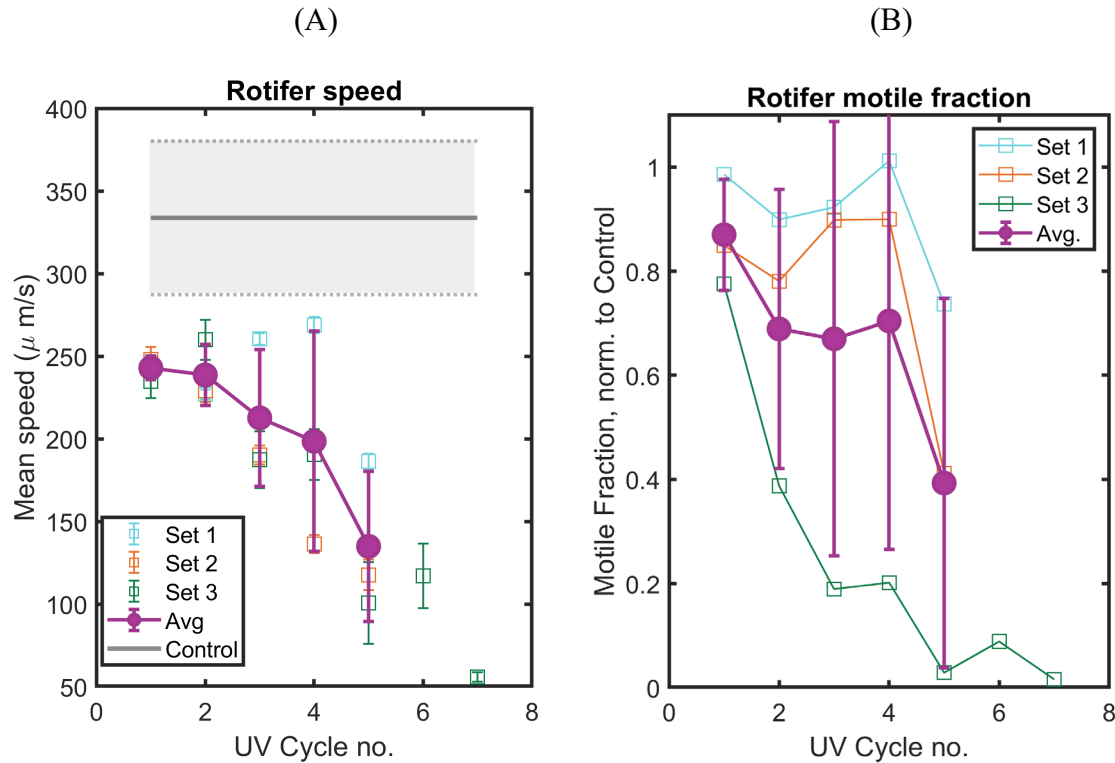 (A)
Rotifer speed
Mean speed (μ m/s)
400
350
300
250
200
150
100
50
Set 1
Set 2
Set 3
Avg
Control
0
2
4
6
8
UV Cycle no.
(B)
Rotifer motile fraction
Motile Fraction, norm. to Control
1
0.8
0.6
0.4
0.2
0
Set 1
Set 2
Set 3
Avg.
0
2
4
6
8
UV Cycle no.